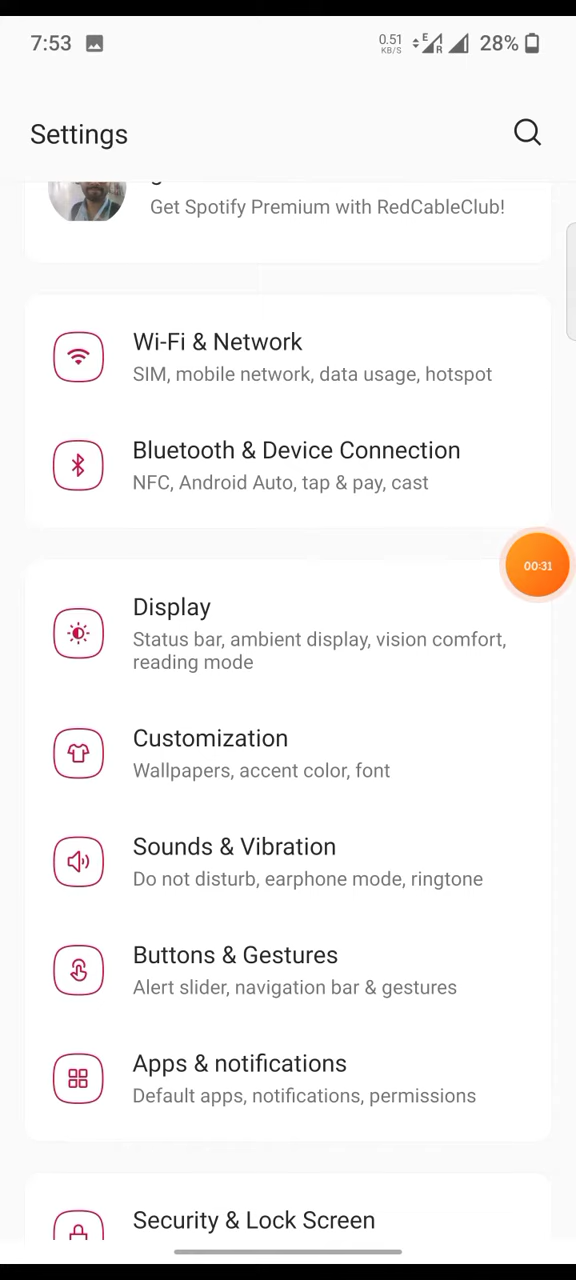 7:53
0.51
KB/S
E
R
28%
Settings
Get Spotify Premium with RedCableClub!
Wi-Fi & Network
SIM, mobile network, data usage, hotspot
Bluetooth & Device Connection
NFC, Android Auto, tap & pay, cast
00:31
Display
Status bar, ambient display, vision comfort,
reading mode
Customization
Wallpapers, accent color, font
Sounds & Vibration
Do not disturb, earphone mode, ringtone
Buttons & Gestures
Alert slider, navigation bar & gestures
Apps & notifications
Default apps, notifications, permissions
Security & Lock Screen